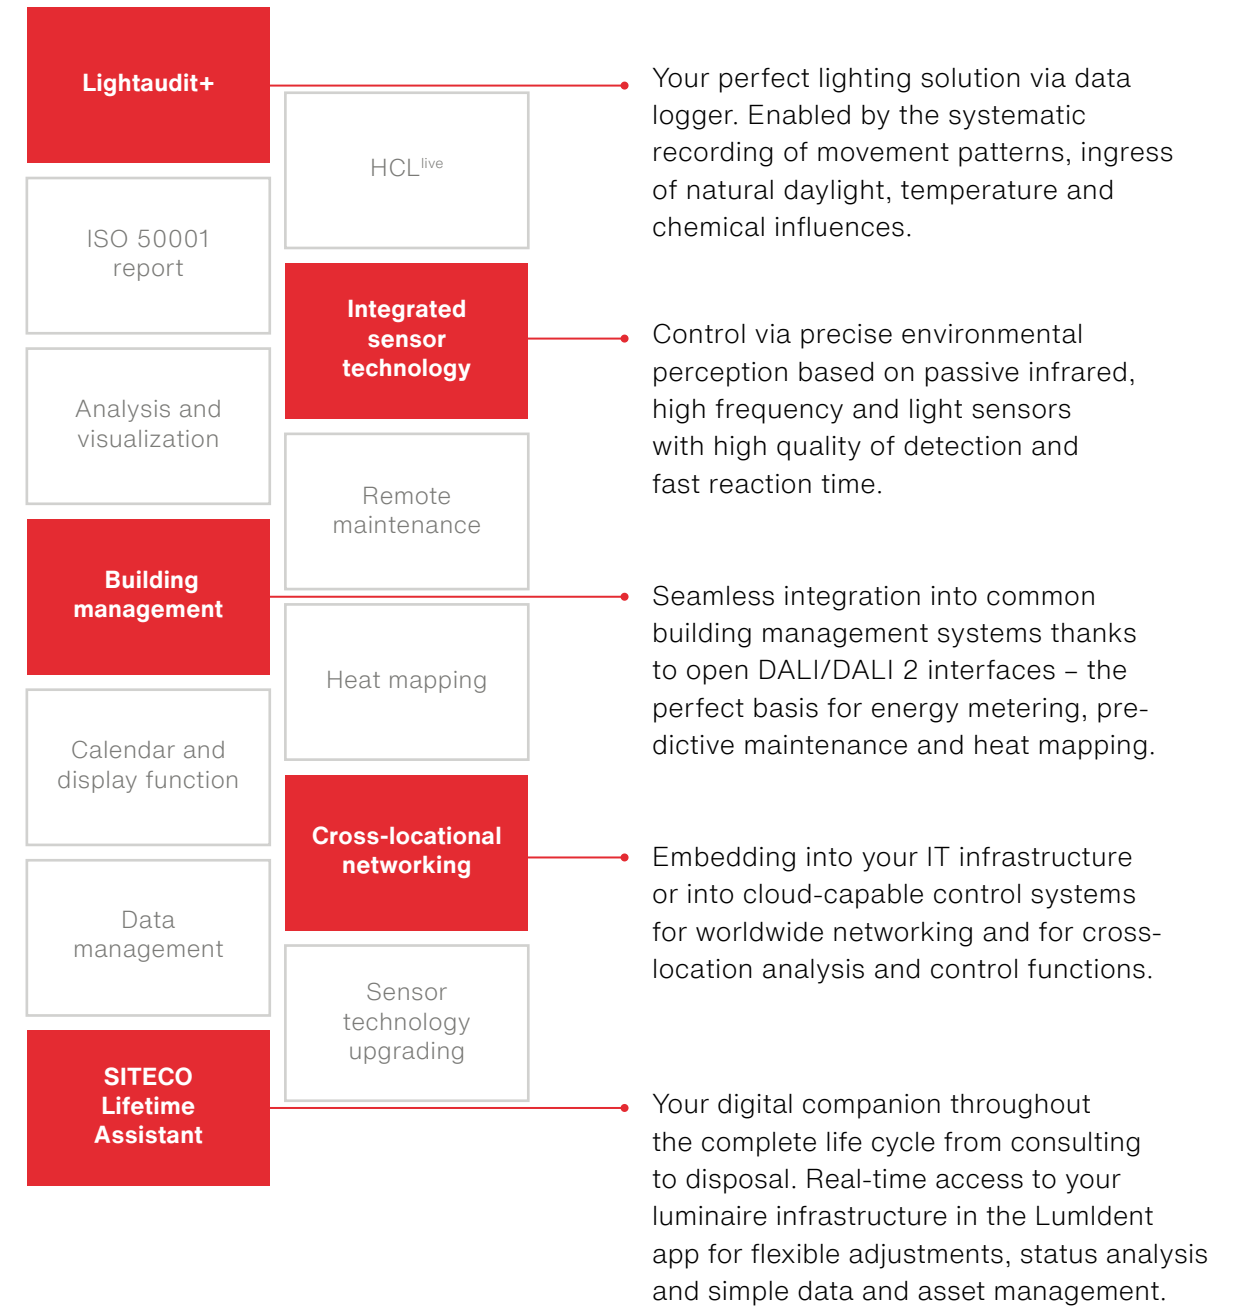 Lightaudit+
Your perfect lighting solution via data
logger. Enabled by the systematic
recording of movement patterns, ingress
of natural daylight, temperature and
chemical influences.
HCLlive
ISO 50001
report
Integrated
sensor
technology
Control via precise environmental
perception based on passive infrared,
high frequency and light sensors
with high quality of detection and
fast reaction time.
Analysis and
visualization
Remote
maintenance
Building
management
Seamless integration into common
building management systems thanks
to open DALI/DALI 2 interfaces – the
perfect basis for energy metering, pre-
dictive maintenance and heat mapping.
Heat mapping
Calendar and
display function
Cross-locational
networking
Embedding into your IT infrastructure
or into cloud-capable control systems
for worldwide networking and for cross-
location analysis and control functions.
Data
management
Sensor
technology
upgrading
SITECO
Lifetime
Assistant
Your digital companion throughout
the complete life cycle from consulting
to disposal. Real-time access to your
luminaire infrastructure in the LumIdent
app for flexible adjustments, status analysis
and simple data and asset management.